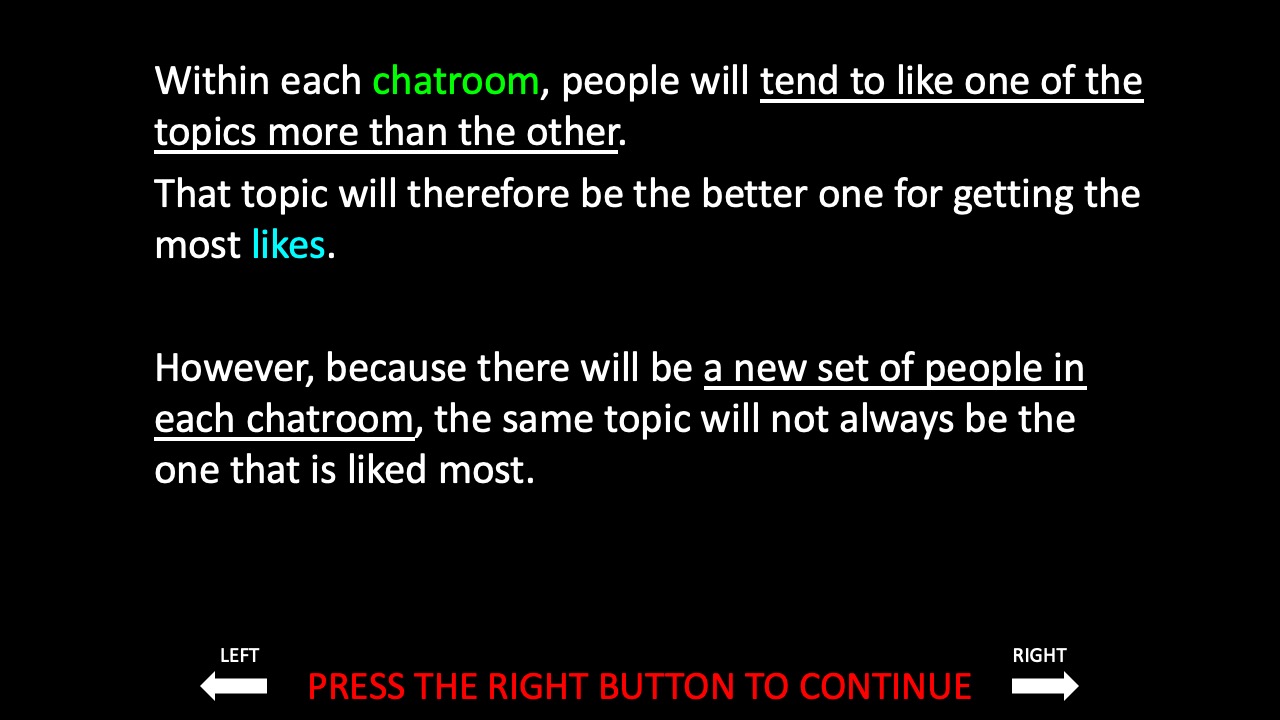 Within each chatroom, people will tend to like one of the
topics more than the other.
That topic will therefore be the better one for getting the
most likes.
However, because there will be a new set of people in
each chatroom, the same topic will not always be the
one that is liked most.
LEFT
RIGHT
PRESS THE RIGHT BUTTON TO CONTINUE